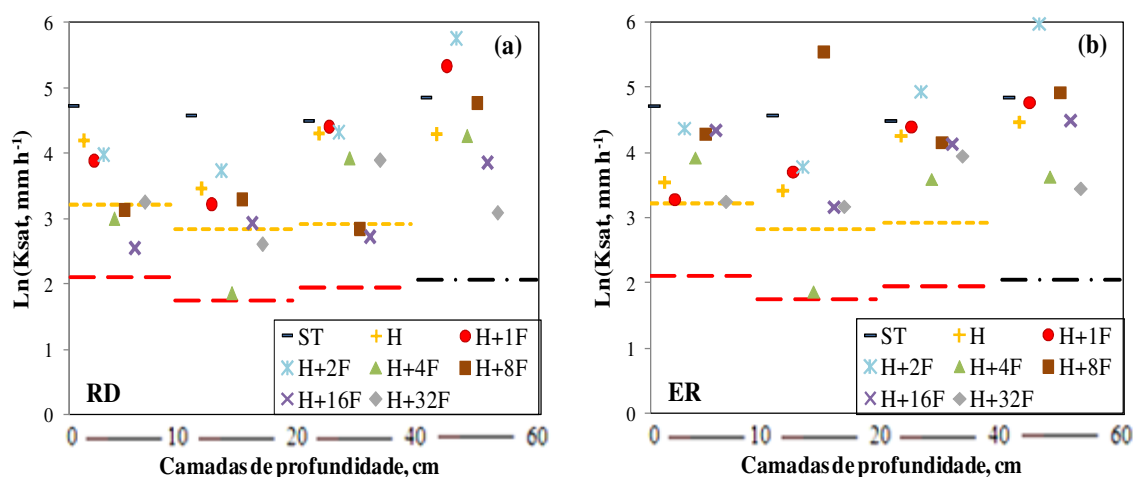 6
5
4
3
2
1
0
Ln(Ksat, mm h⁻¹)
(a)
ST H H+1F
H+2F H+4F H+8F
H+16F H+32F
RD
0 10 20 40 60
Camadas de profundidade, cm
6
5
4
3
2
1
0
Ln(Ksat, mm h⁻¹)
(b)
ST H H+1F
H+2F H+4F H+8F
H+16F H+32F
ER
0 10 20 40 60
Camadas de profundidade, cm